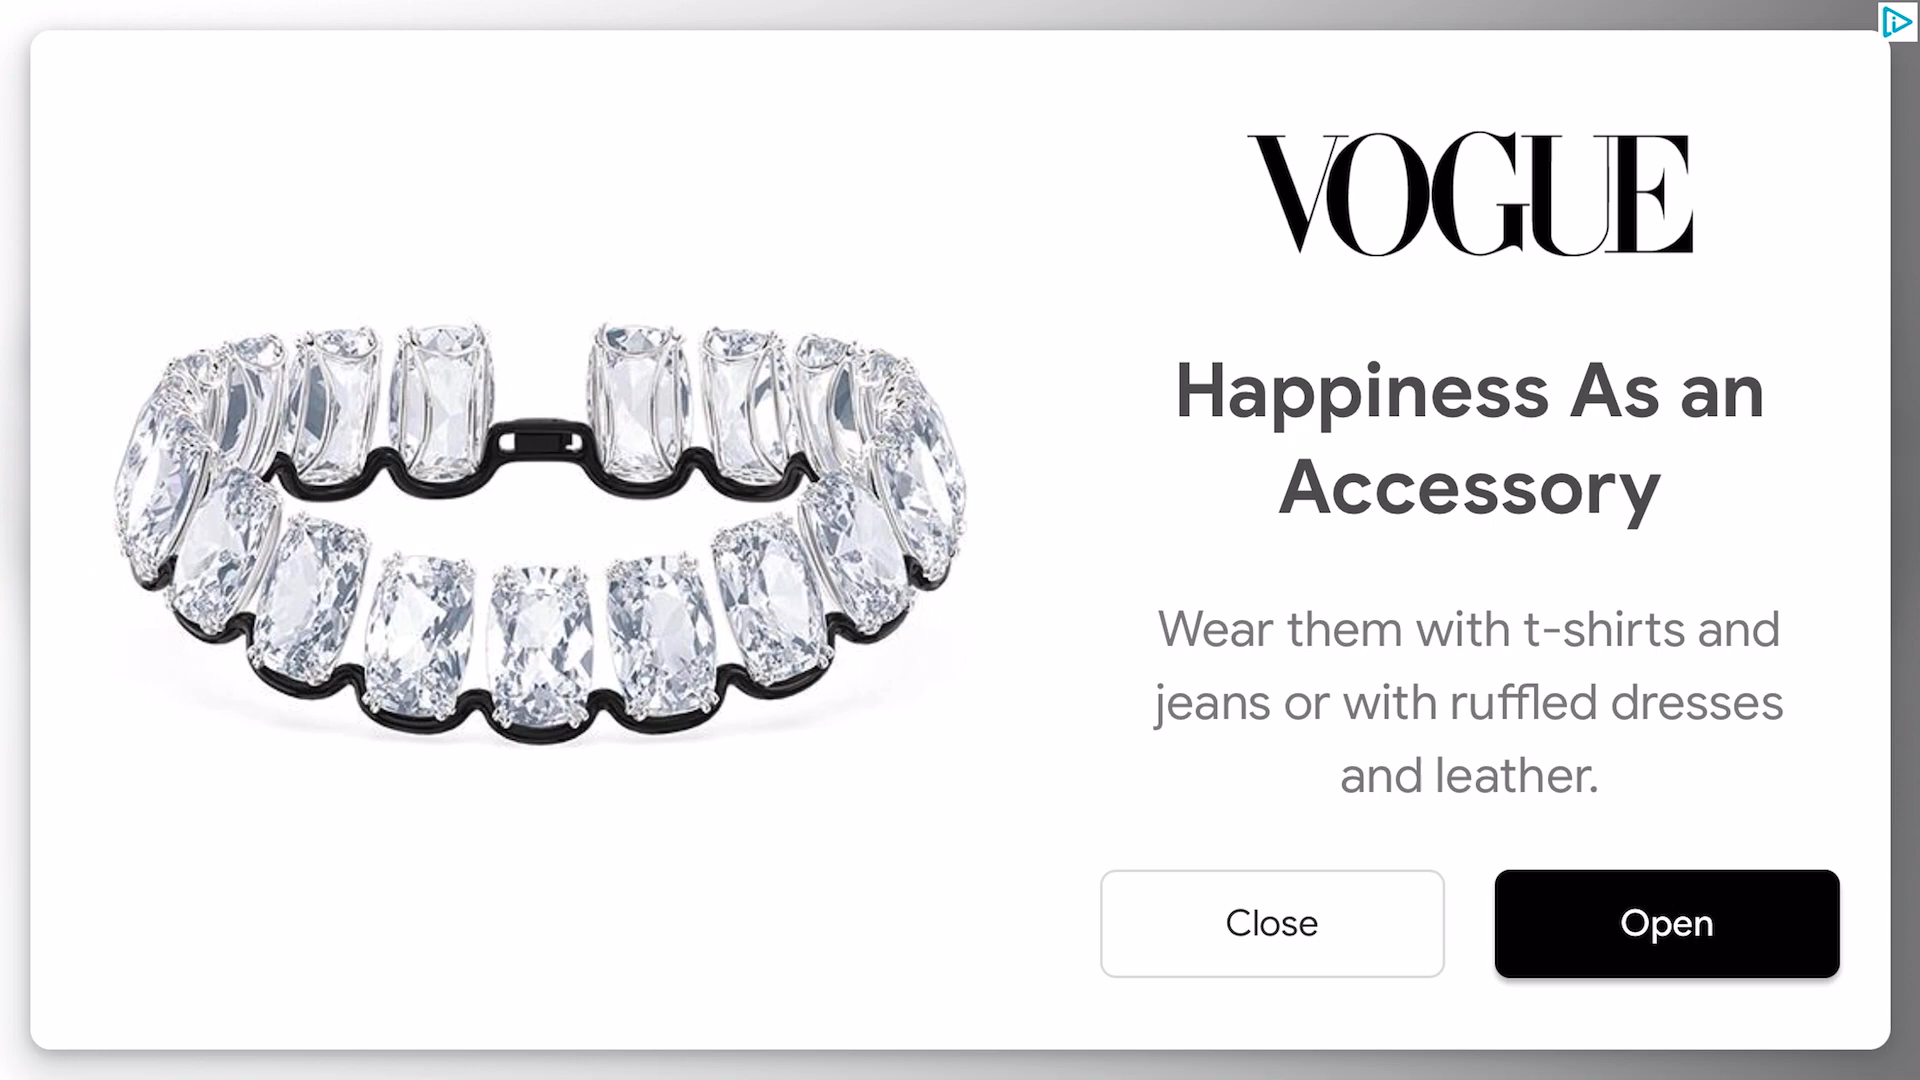 VOGUE
Happiness As an
Accessory
Wear them with t-shirts and
jeans or with ruffled dresses
and leather.
Close
Open